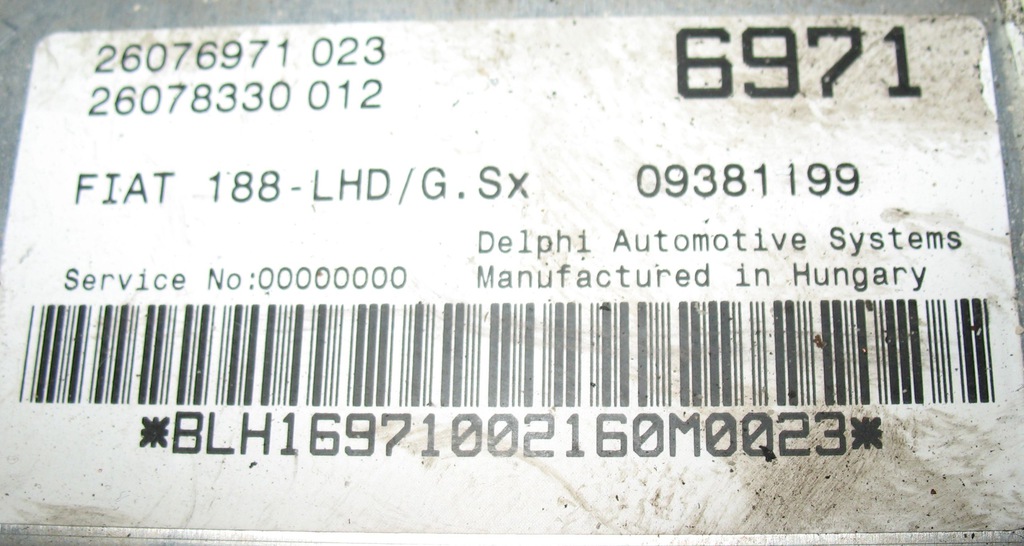 26076971 023 6971
26078330 012
FIAT 188-LHD/G.Sx 09381199
Delphi Automotive Systems
Service No:00000000 Manufactured in Hungary
*BLH16971002160M0023*